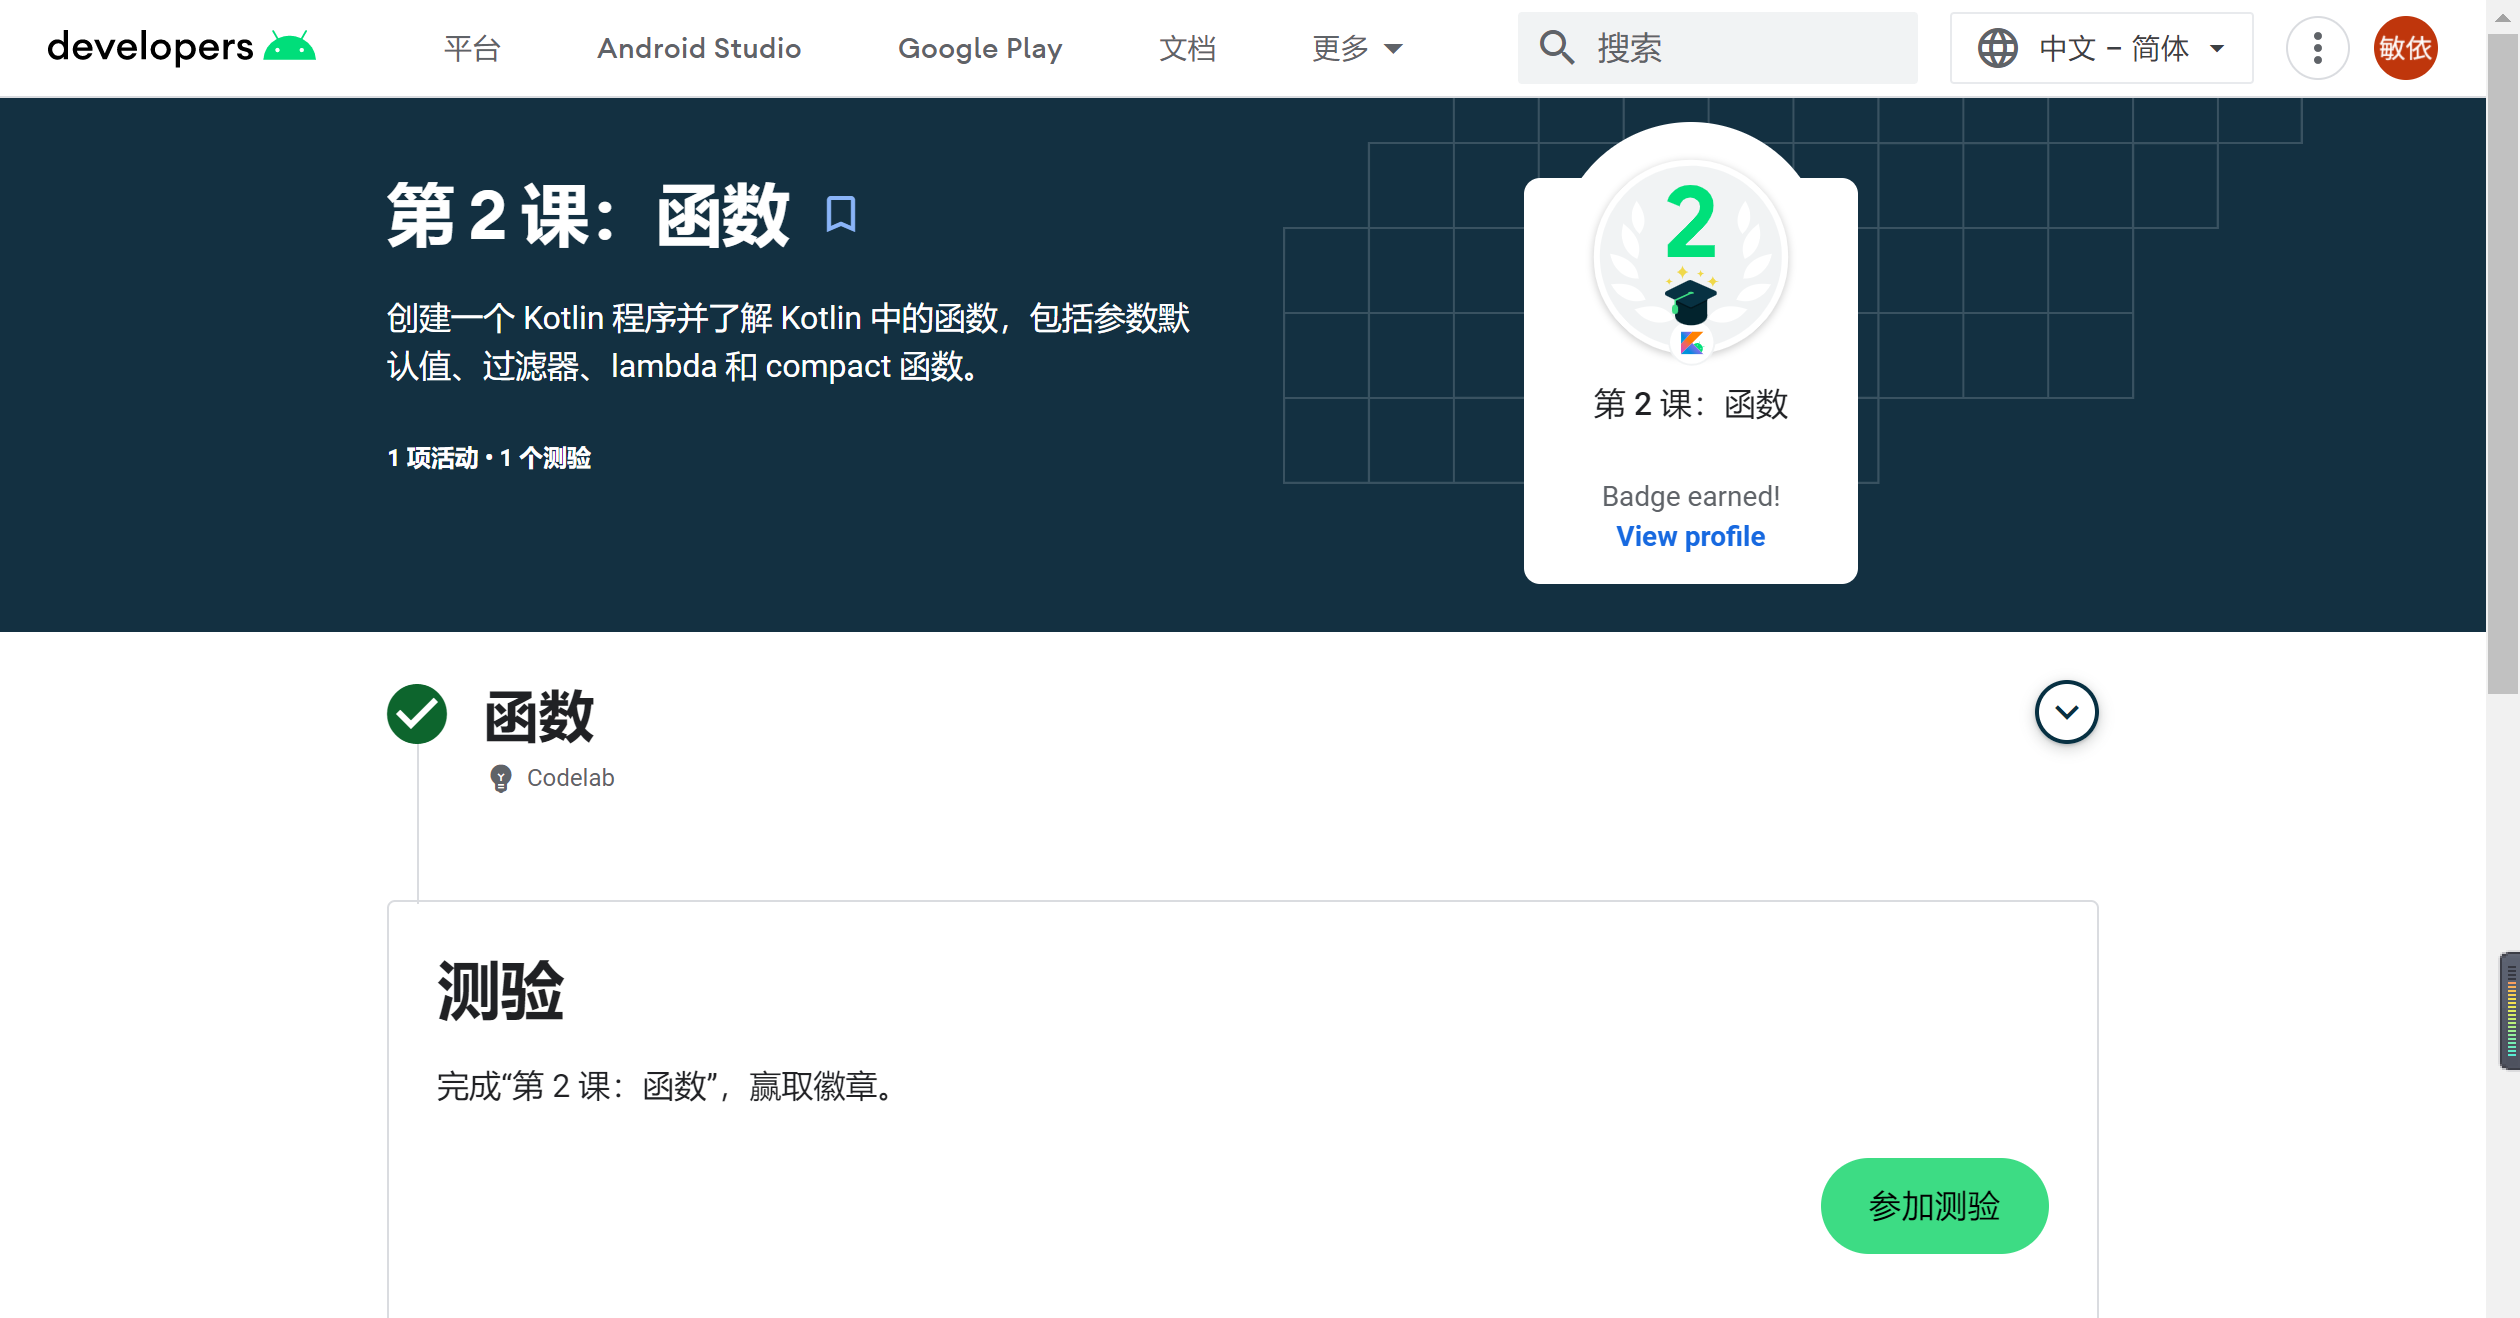 developers
平台
Android Studio
Google Play
文档
更多
搜索
中文 – 简体
敏依
第 2 课：函数
创建一个 Kotlin 程序并了解 Kotlin 中的函数，包括参数默
认值、过滤器、lambda 和 compact 函数。
1 项活动 • 1 个测验
2
第 2 课：函数
Badge earned!
View profile
函数
Codelab
测验
完成“第 2 课：函数”，赢取徽章。
参加测验